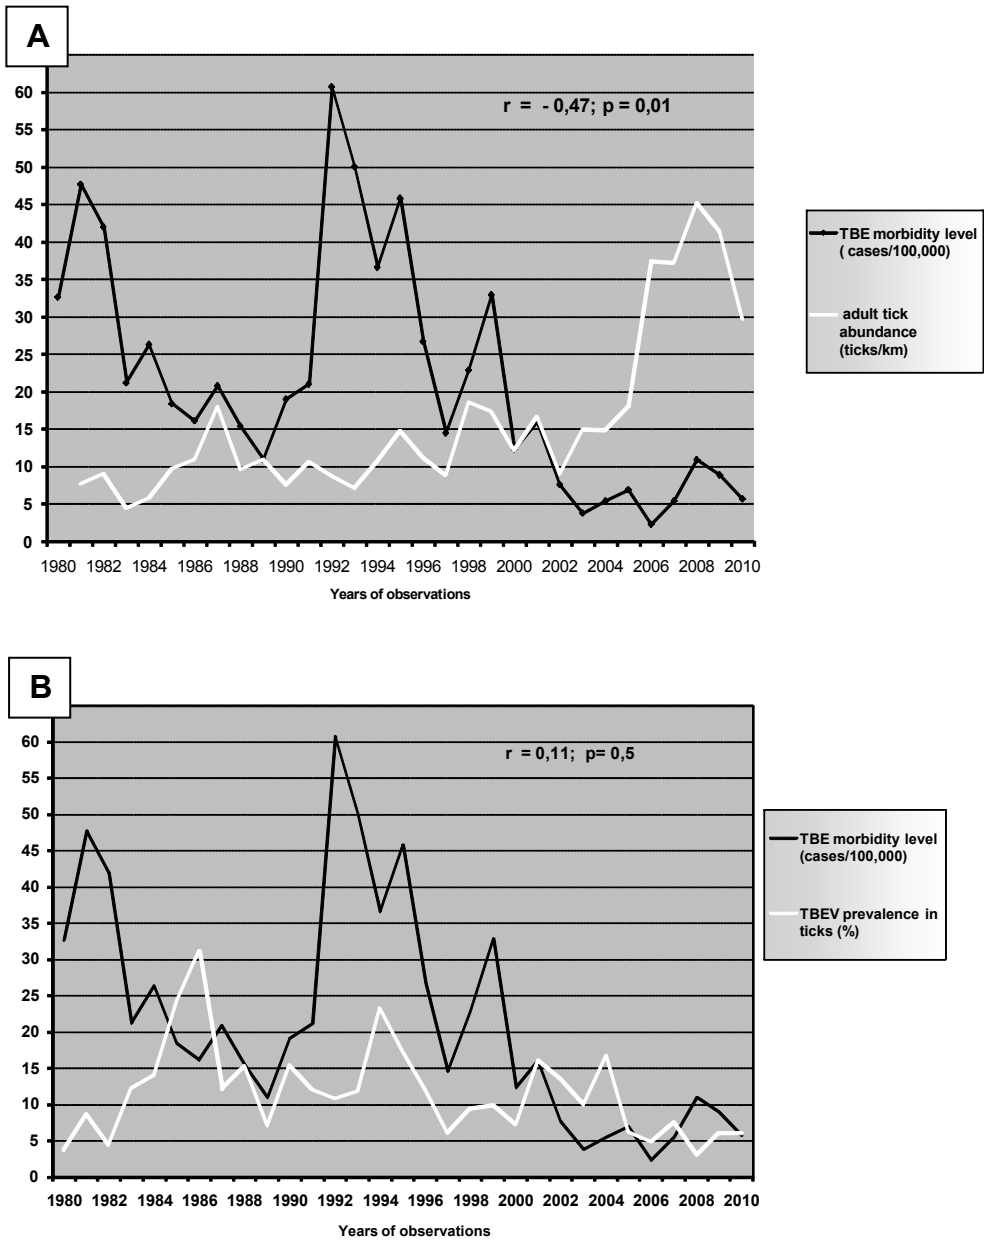 A
60
r = - 0,47; p = 0,01
55
50
45
40
35
30
25
20
15
10
5
0
1980 1982 1984 1986 1988 1990 1992 1994 1996 1998 2000 2002 2004 2006 2008 2010
Years of observations
TBE morbidity level
( cases/100,000)
adult tick
abundance
(ticks/km)
B
60
r = 0,11; p= 0,5
55
50
45
40
35
30
25
20
15
10
5
0
1980 1982 1984 1986 1988 1990 1992 1994 1996 1998 2000 2002 2004 2006 2008 2010
Years of observations
TBE morbidity level
(cases/100,000)
TBEV prevalence in
ticks (%)